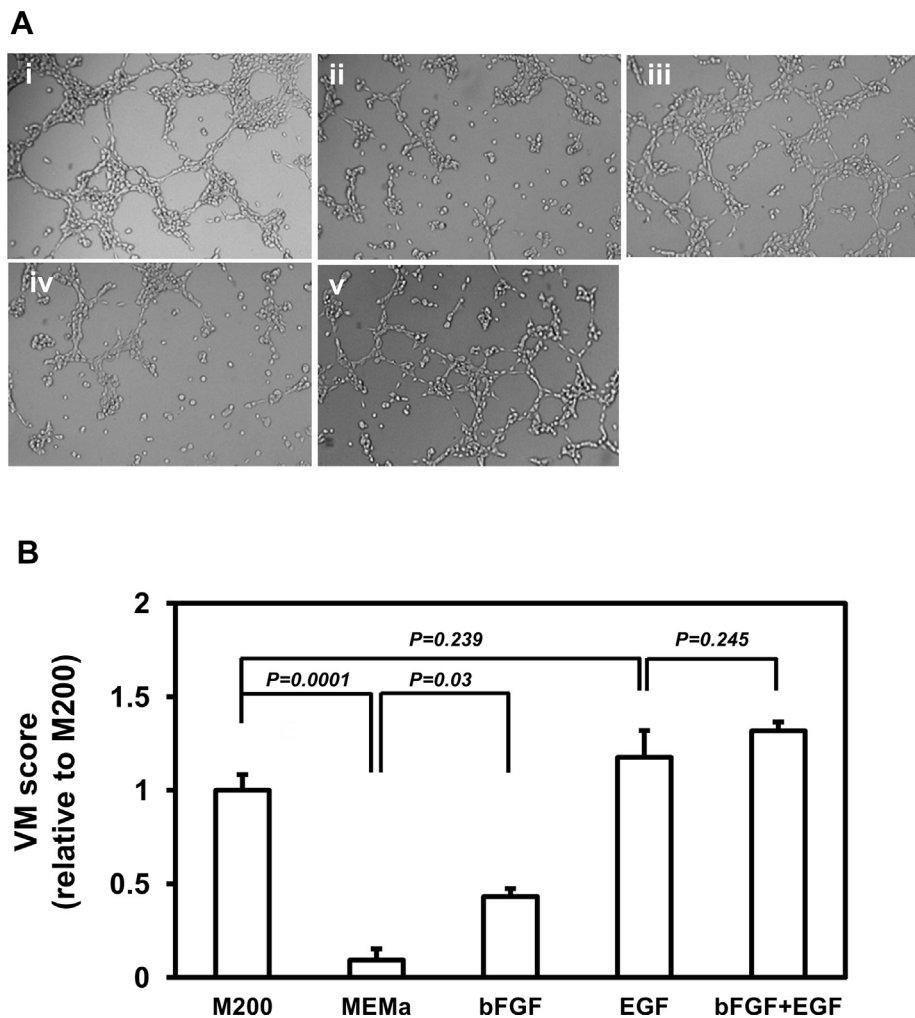 A
i
ii
iii
iv
v
B
2
P=0.239
P=0.245
1.5
P=0.0001
P=0.03
VM score
(relative to M200)
1
0.5
0
M200 MEMa bFGF EGF bFGF+EGF